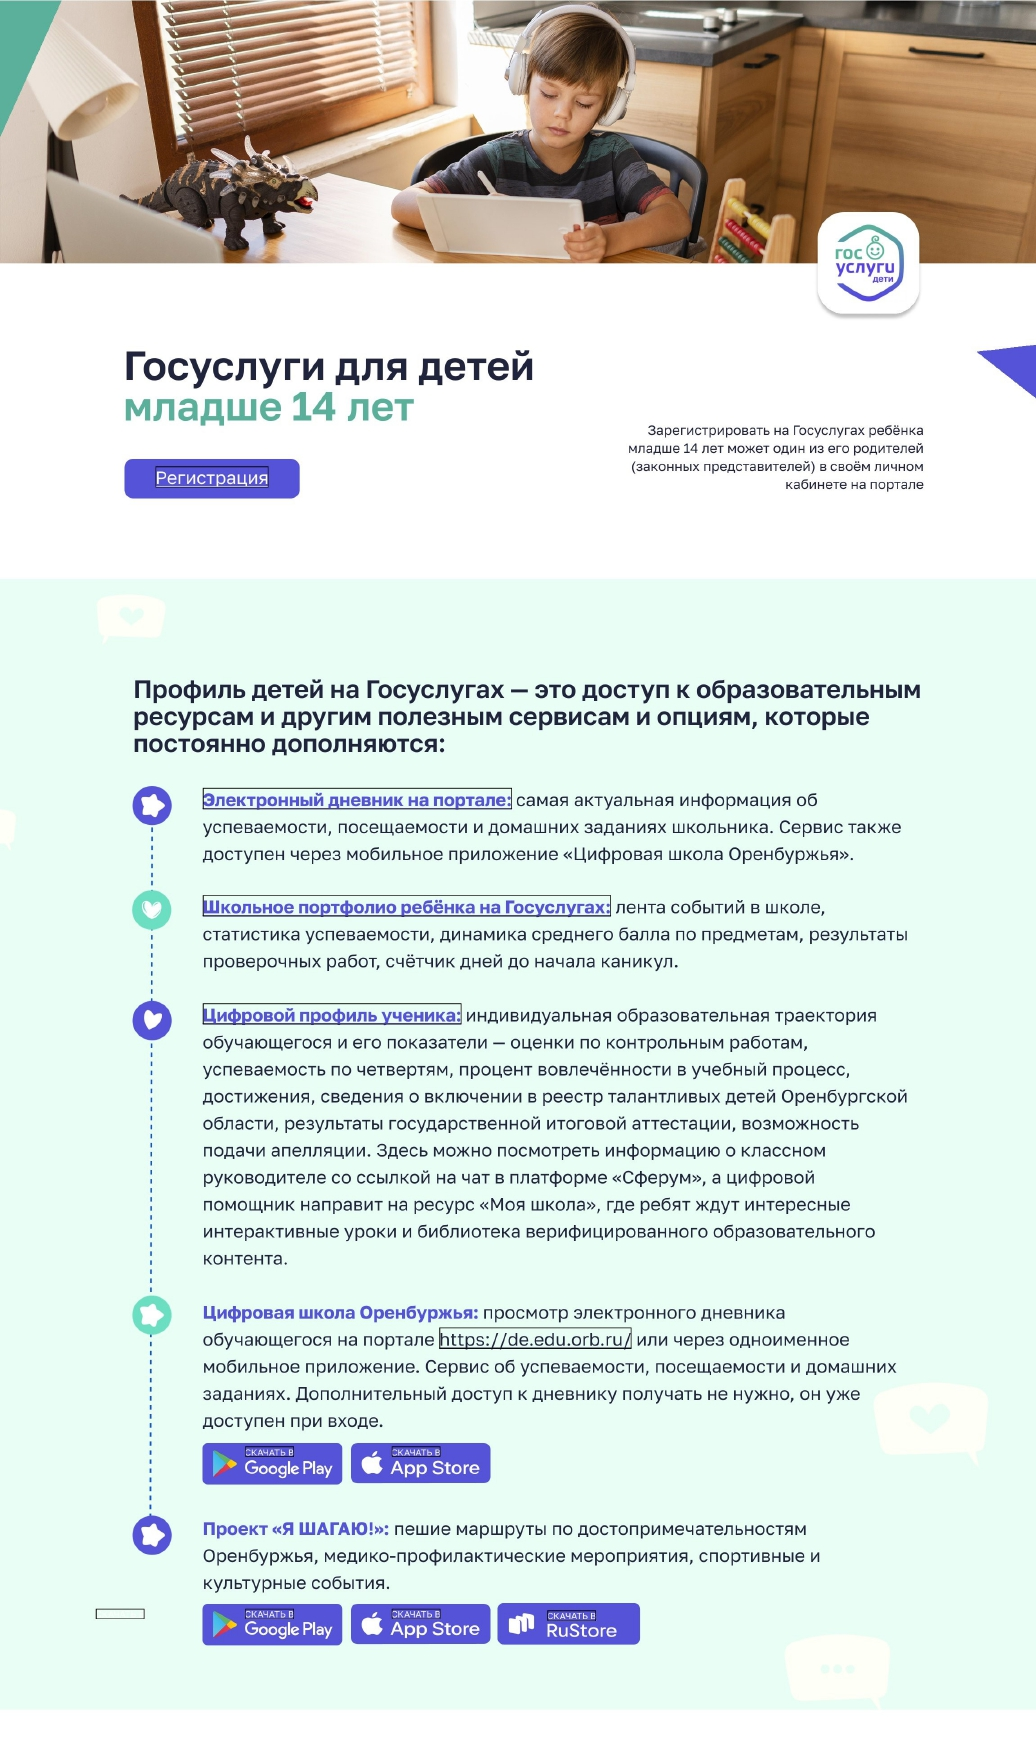 гос
услуги
дети
Госуслуги для детей
младше 14 лет
Регистрация
Зарегистрировать на Госуслугах ребёнка
младше 14 лет может один из его родителей
(законных представителей) в своём личном
кабинете на портале
Профиль детей на Госуслугах — это доступ к образовательным
ресурсам и другим полезным сервисам и опциям, которые
постоянно дополняются:
Электронный дневник на портале: самая актуальная информация об
успеваемости, посещаемости и домашних заданиях школьника. Сервис также
доступен через мобильное приложение «Цифровая школа Оренбуржья».
Школьное портфолио ребёнка на Госуслугах: лента событий в школе,
статистика успеваемости, динамика среднего балла по предметам, результаты
проверочных работ, счётчик дней до начала каникул.
Цифровой профиль ученика: индивидуальная образовательная траектория
обучающегося и его показатели — оценки по контрольным работам,
успеваемость по четвертям, процент вовлечённости в учебный процесс,
достижения, сведения о включении в реестр талантливых детей Оренбургской
области, результаты государственной итоговой аттестации, возможность
подачи апелляции. Здесь можно посмотреть информацию о классном
руководителе со ссылкой на чат в платформе «Сферум», а цифровой
помощник направит на ресурс «Моя школа», где ребят ждут интересные
интерактивные уроки и библиотека верифицированного образовательного
контента.
Цифровая школа Оренбуржья: просмотр электронного дневника
обучающегося на портале https://de.edu.orb.ru/ или через одноименное
мобильное приложение. Сервис об успеваемости, посещаемости и домашних
заданиях. Дополнительный доступ к дневнику получать не нужно, он уже
доступен при входе.
СКАЧАТЬ В
Google Play
СКАЧАТЬ В
App Store
Проект «Я ШАГАЮ!»: пешие маршруты по достопримечательностям
Оренбуржья, медико-профилактические мероприятия, спортивные и
культурные события.
СКАЧАТЬ В
Google Play
СКАЧАТЬ В
App Store
СКАЧАТЬ В
RuStore